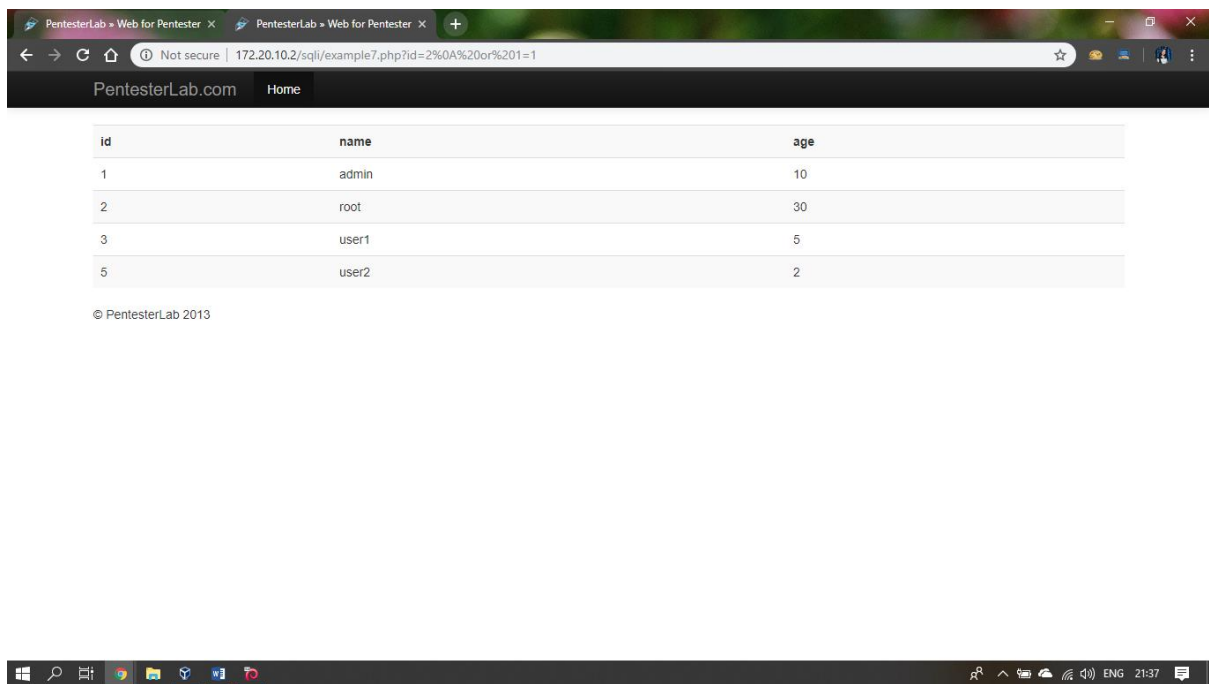 PentesterLab » Web for Pentester PentesterLab » Web for Pentester
Not secure 172.20.10.2/sqli/example7.php?id=2%0A%20or%201=1
PentesterLab.com Home
id name age
1 admin 10
2 root 30
3 user1 5
5 user2 2
© PentesterLab 2013
ENG 21:37